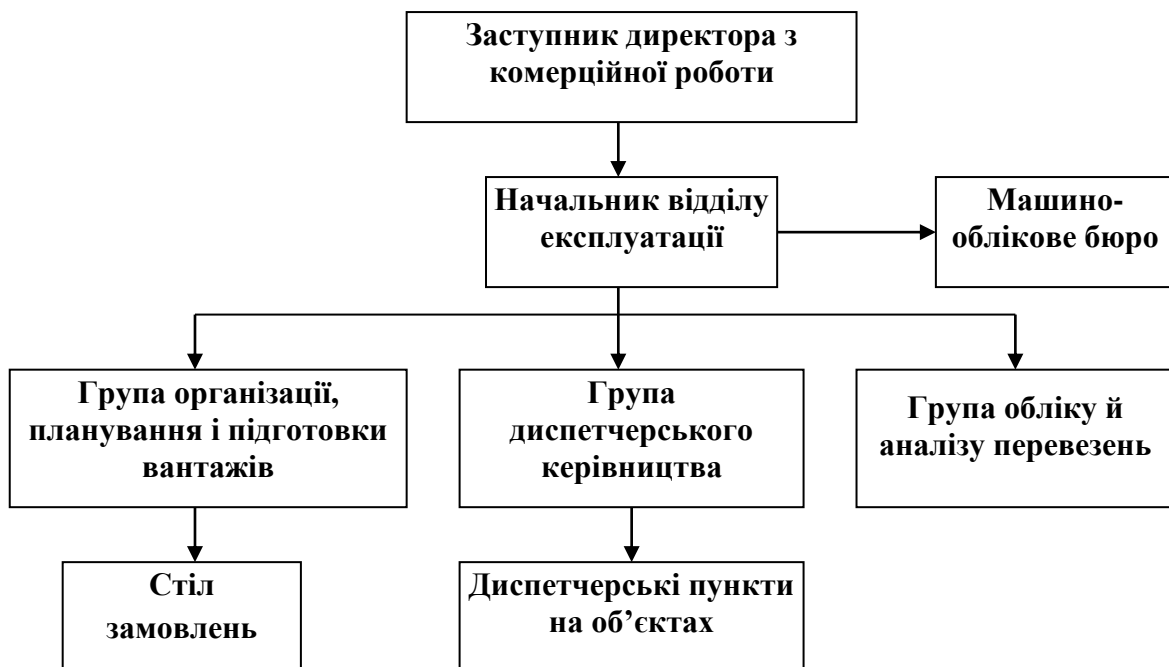 Заступник директора з
комерційної роботи
Начальник відділу
експлуатації
Машино-
облікове бюро
Група організації,
планування і підготовки
вантажів
Група
диспетчерського
керівництва
Група обліку й
аналізу перевезень
Стіл
замовлень
Диспетчерські пункти
на об’єктах